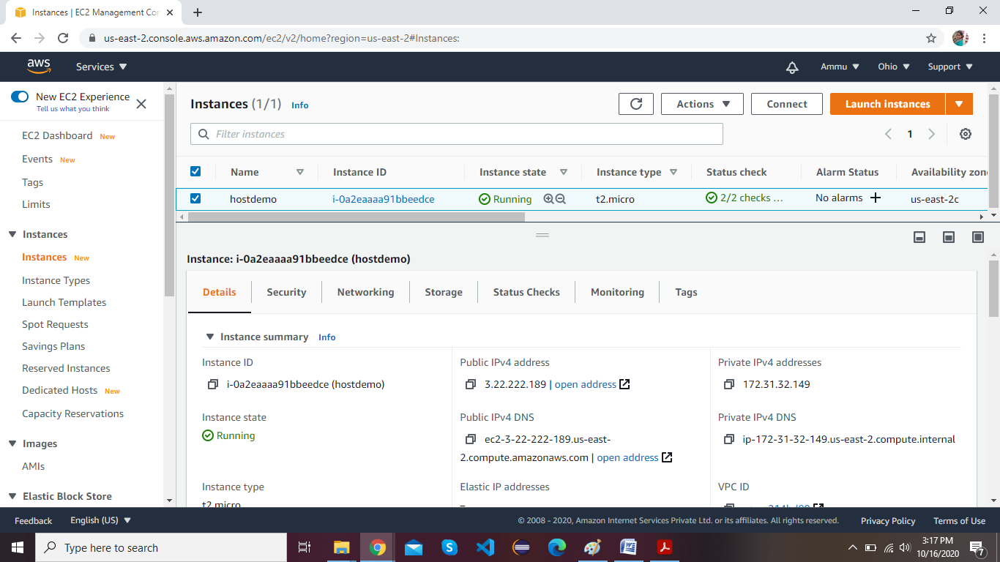 Instances | EC2 Management Con
us-east-2.console.aws.amazon.com/ec2/v2/home?region=us-east-2#Instances:
aws Services Ammu Ohio Support
New EC2 Experience
Tell us what you think
EC2 Dashboard New
Events New
Tags
Limits
Instances
Instances New
Instance Types
Launch Templates
Spot Requests
Savings Plans
Reserved Instances
Dedicated Hosts New
Capacity Reservations
Images
AMIs
Elastic Block Store
Instances (1/1) Info
Actions Connect Launch instances
Filter instances
1
Name Instance ID Instance state Instance type Status check Alarm Status Availability zone
hostdemo i-0a2eaaaa91bbeedce Running t2.micro 2/2 checks ... No alarms + us-east-2c
Instance: i-0a2eaaaa91bbeedce (hostdemo)
Details Security Networking Storage Status Checks Monitoring Tags
Instance summary Info
Instance ID
i-0a2eaaaa91bbeedce (hostdemo)
Public IPv4 address
3.22.222.189 | open address
Private IPv4 addresses
172.31.32.149
Instance state
Running
Public IPv4 DNS
ec2-3-22-222-189.us-east-
2.compute.amazonaws.com | open address
Private IPv4 DNS
ip-172-31-32-149.us-east-2.compute.internal
Instance type
t2.micro
Elastic IP addresses
–
VPC ID
Feedback English (US) © 2008 - 2020, Amazon Internet Services Private Ltd. or its affiliates. All rights reserved. Privacy Policy Terms of Use
Type here to search
3:17 PM
10/16/2020
7